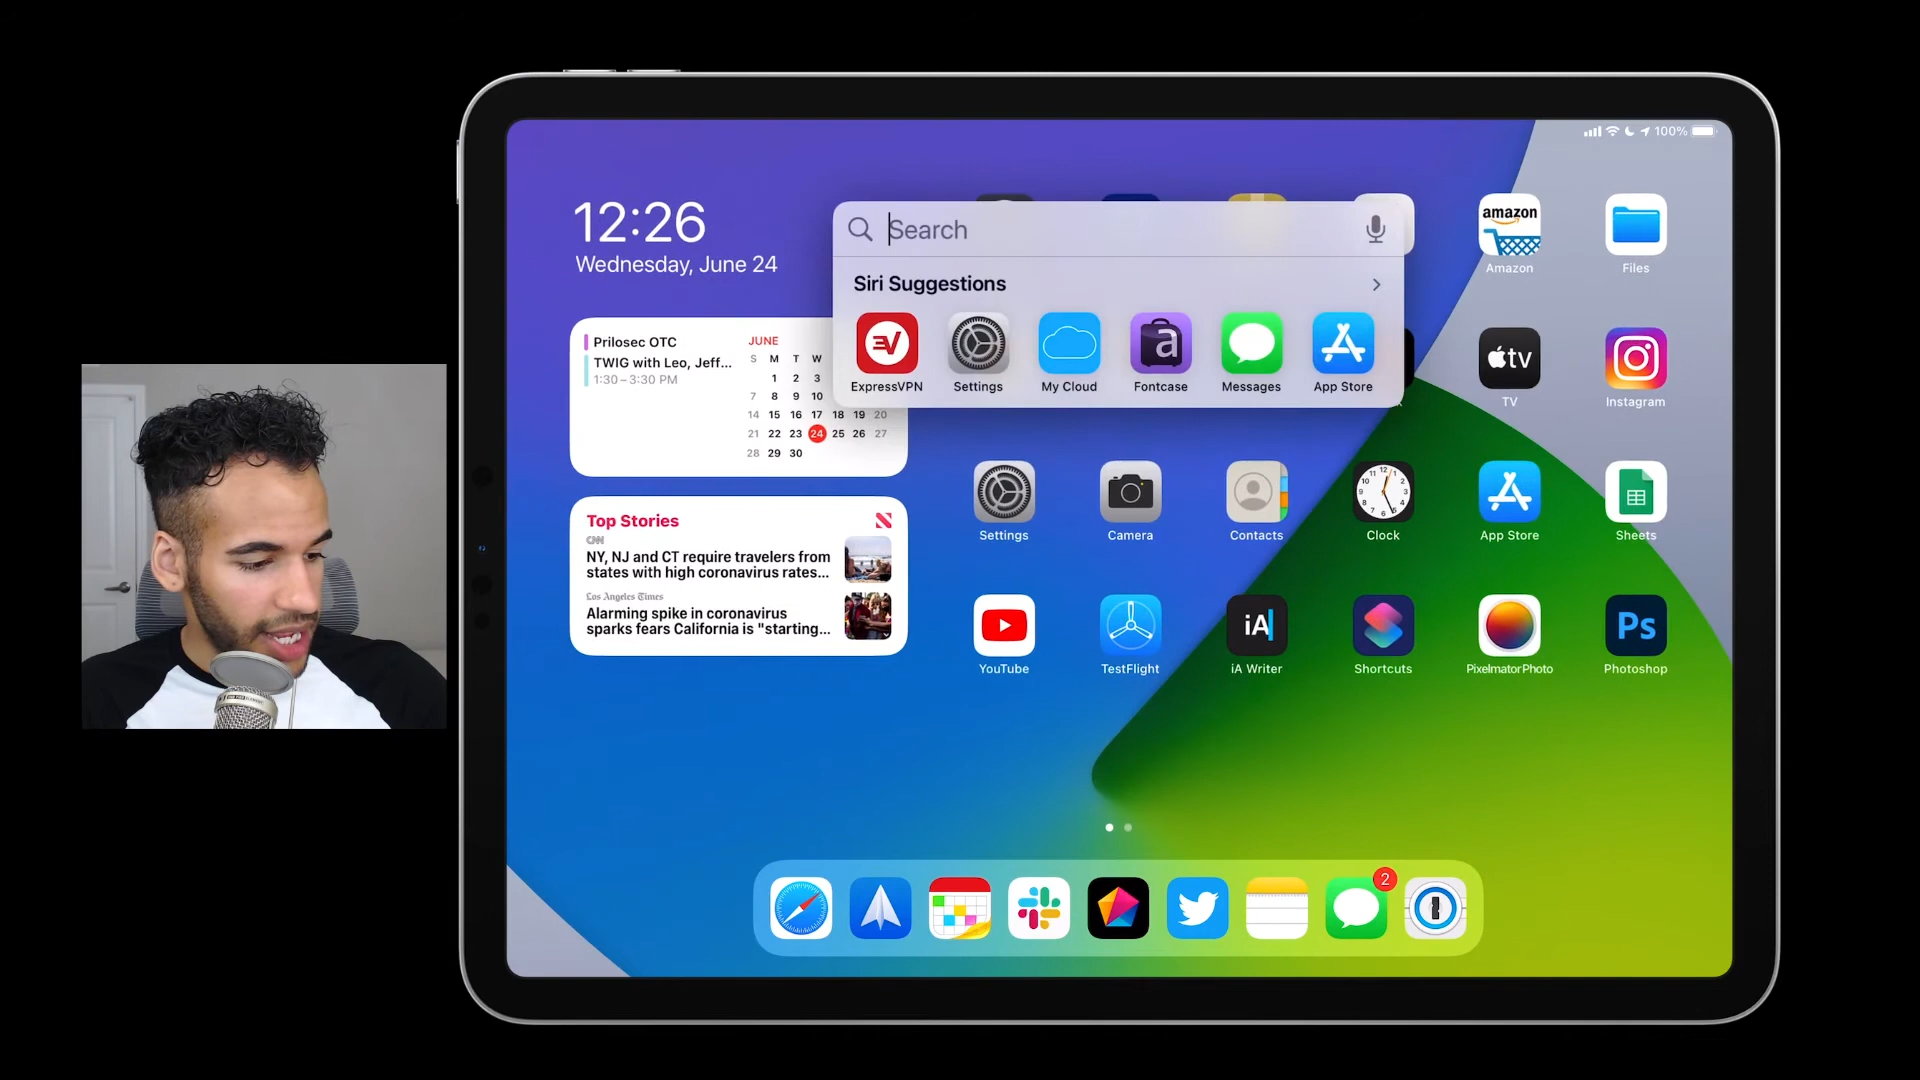 100%
12:26
Wednesday, June 24
Search
Siri Suggestions
ExpressVPN
Settings
My Cloud
Fontcase
a
Messages
App Store
amazon
Amazon
Files
Prilosec OTC
TWIG with Leo, Jeff...
1:30–3:30 PM
JUNE
S M T W
1 2 3
7 8 9 10
14 15 16 17 18 19 20
21 22 23 24 25 26 27
28 29 30
tv
TV
Instagram
Top Stories
CNN
NY, NJ and CT require travelers from
states with high coronavirus rates...
Los Angeles Times
Alarming spike in coronavirus
sparks fears California is "starting...
Settings
Camera
Contacts
Clock
App Store
Sheets
YouTube
TestFlight
iA
iA Writer
Shortcuts
Pixelmator Photo
Ps
Photoshop
2